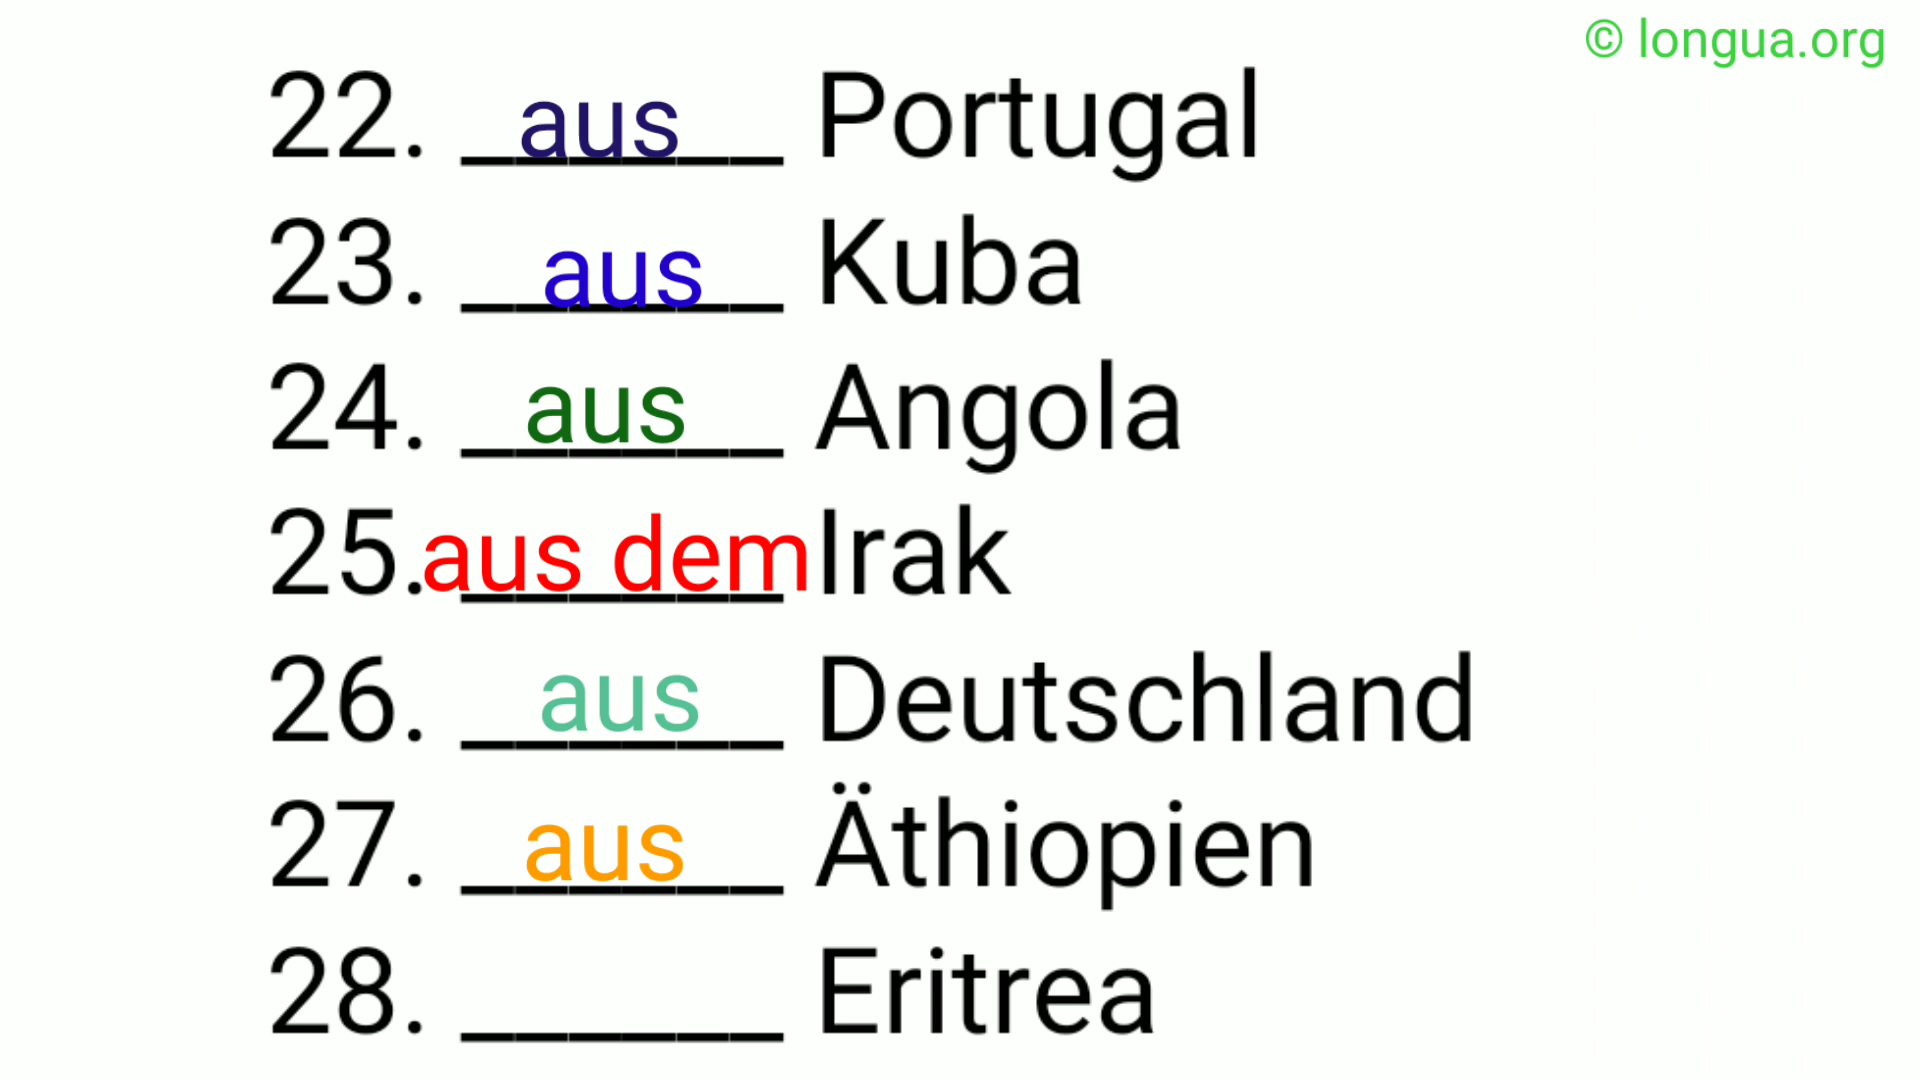 © longua.org
22. aus Portugal
23. aus Kuba
24. aus Angola
25. aus dem Irak
26. aus Deutschland
27. aus Äthiopien
28. ______ Eritrea